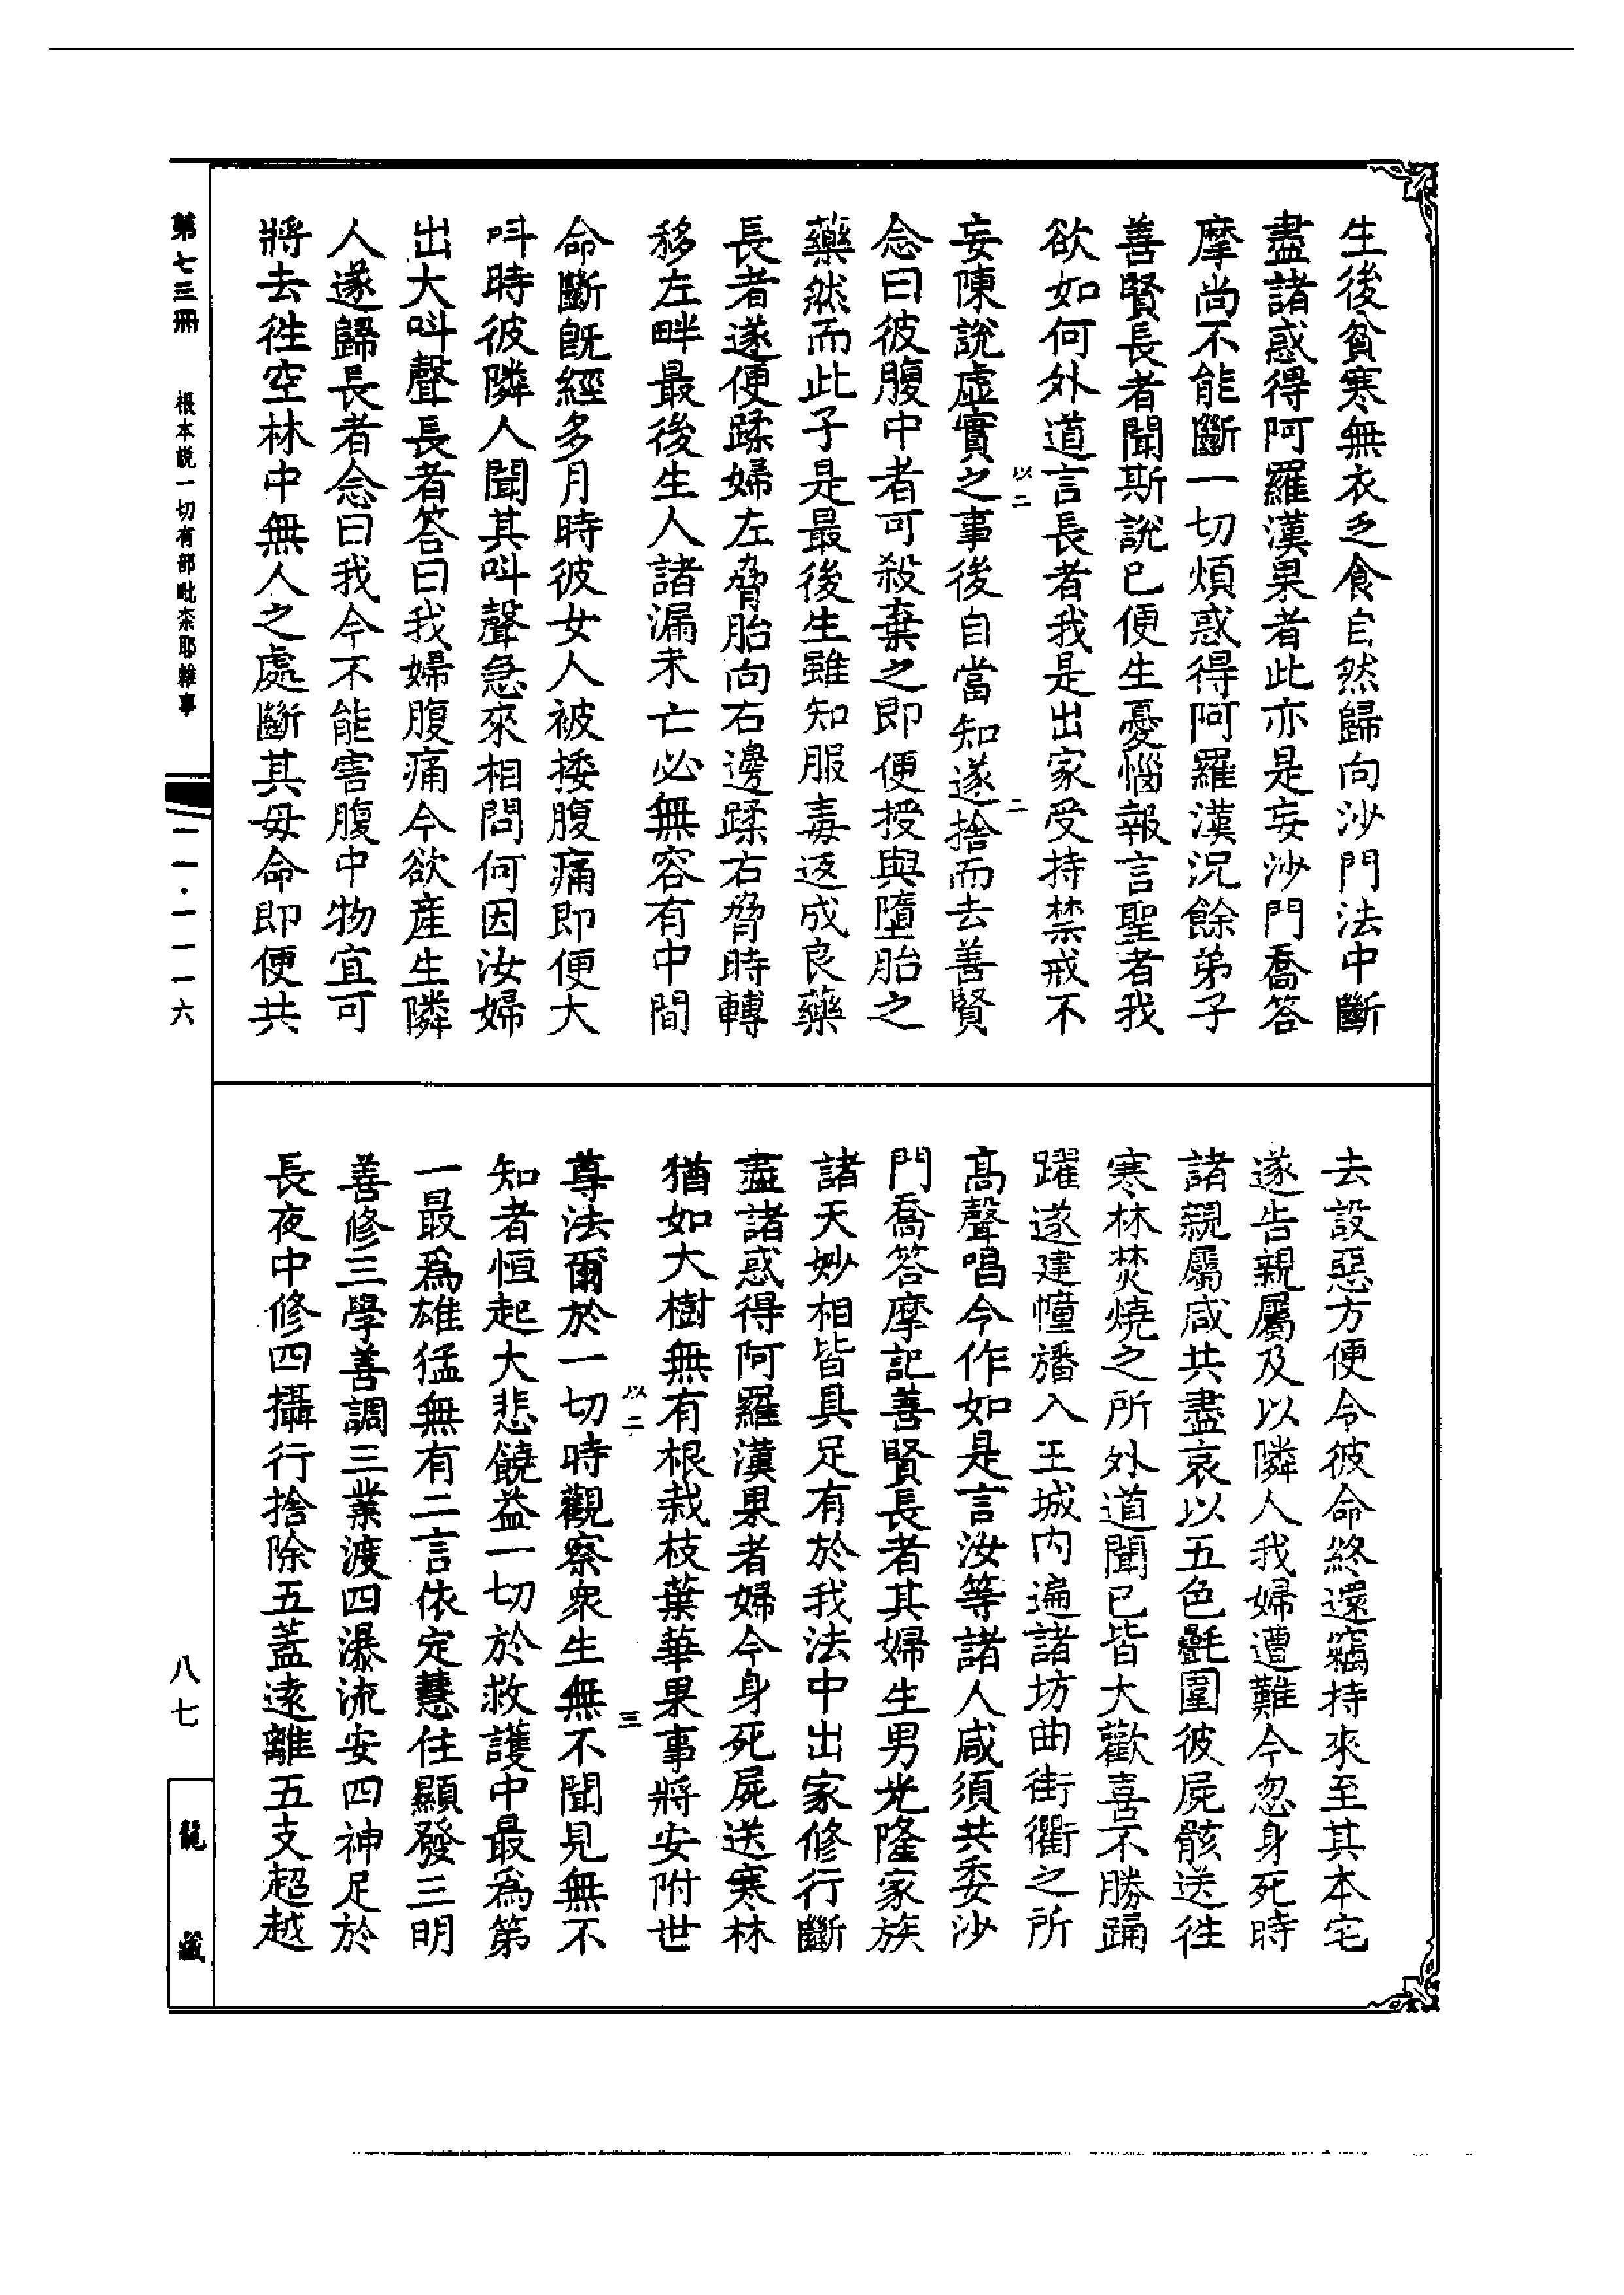 生後貧寒無衣乏食自然歸向沙門法中斷
盡諸惑得阿羅漢果者此亦是妄沙門喬答
摩尚不能斷一切煩惑得阿羅漢況餘弟子
善賢長者聞斯說已便生憂惱報言聖者我
欲如何外道言長者我是出家受持禁戒不
以二
二
妄陳說虛實之事後自當知遂捨而去善賢
念曰彼腹中者可殺棄之即便授與墮胎之
藥然而此子是最後生雖知服毒返成良藥
長者遂便蹂婦左脅胎向右邊蹂右脅時轉
移左畔最後生人諸漏未亡必無容有中間
命斷既經多月時彼女人被捼腹痛即便大
叫時彼隣人聞其叫聲急來相問何因汝婦
出大叫聲長者答曰我婦腹痛今欲產生隣
人遂歸長者念曰我今不能害腹中物宜可
將去往空林中無人之處斷其毋命即便共
去設惡方便令彼命終還竊持來至其本宅
遂告親屬及以隣人我婦遭難今忽身死時
諸親屬咸共盡哀以五色氎圍彼屍骸送往
寒林焚燒之所外道聞已皆大歡喜不勝踊
躍遂建幢旛入王城內遍諸坊曲街衢之所
高聲唱令作如是言汝等諸人咸須共委沙
門喬答摩記善賢長者其婦生男光隆家族
諸天妙相皆具足有於我法中出家修行斷
盡諸惑得阿羅漢果者婦今身死屍送寒林
猶如大樹無有根栽枝葉華果事將安附世
以二
三
尊法爾於一切時觀察衆生無不聞見無不
知者恒起大悲饒益一切於救護中最為第
一最爲雄猛無有二言依定慧住顯發三明
善修三學善調三業渡四瀑流安四神足於
長夜中修四攝行捨除五蓋遠離五支超越
第七三冊
根本說一切有部毗柰耶雜事
一一·一一一六
八七
龍藏